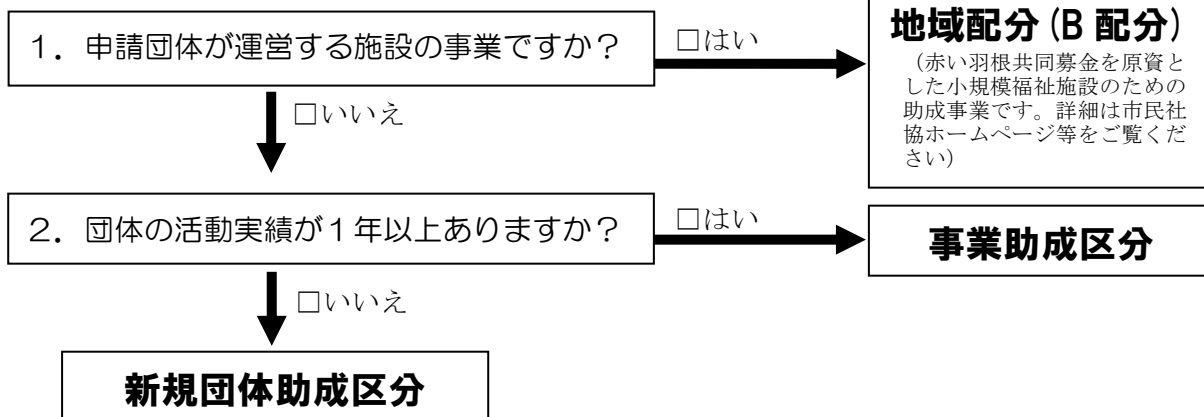 1．申請団体が運営する施設の事業ですか？
□はい
地域配分（B 配分）
（赤い羽根共同募金を原資と
した小規模福祉施設のための
助成事業です。詳細は市民社
協ホームページ等をご覧くだ
さい）
□いいえ
2．団体の活動実績が１年以上ありますか？
□はい
事業助成区分
□いいえ
新規団体助成区分